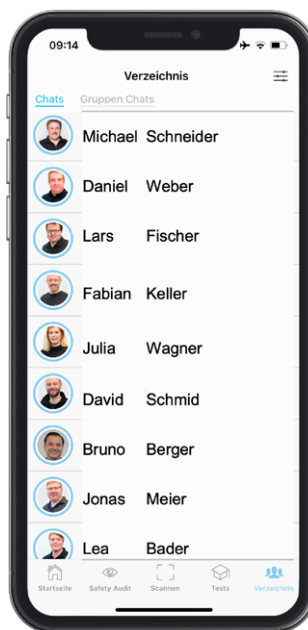 09:14
Verzeichnis
Chats Gruppen Chats
Michael Schneider
Daniel Weber
Lars Fischer
Fabian Keller
Julia Wagner
David Schmid
Bruno Berger
Jonas Meier
Lea Bader
Startseite Safety Audit Scannen Tests Verzeichnis